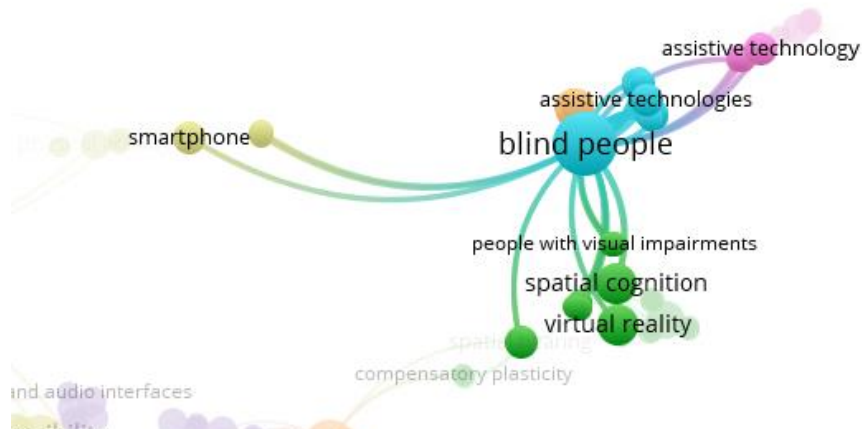 assistive technology
assistive technologies
smartphone
blind people
people with visual impairments
spatial cognition
virtual reality
compensatory plasticity
and audio interfaces